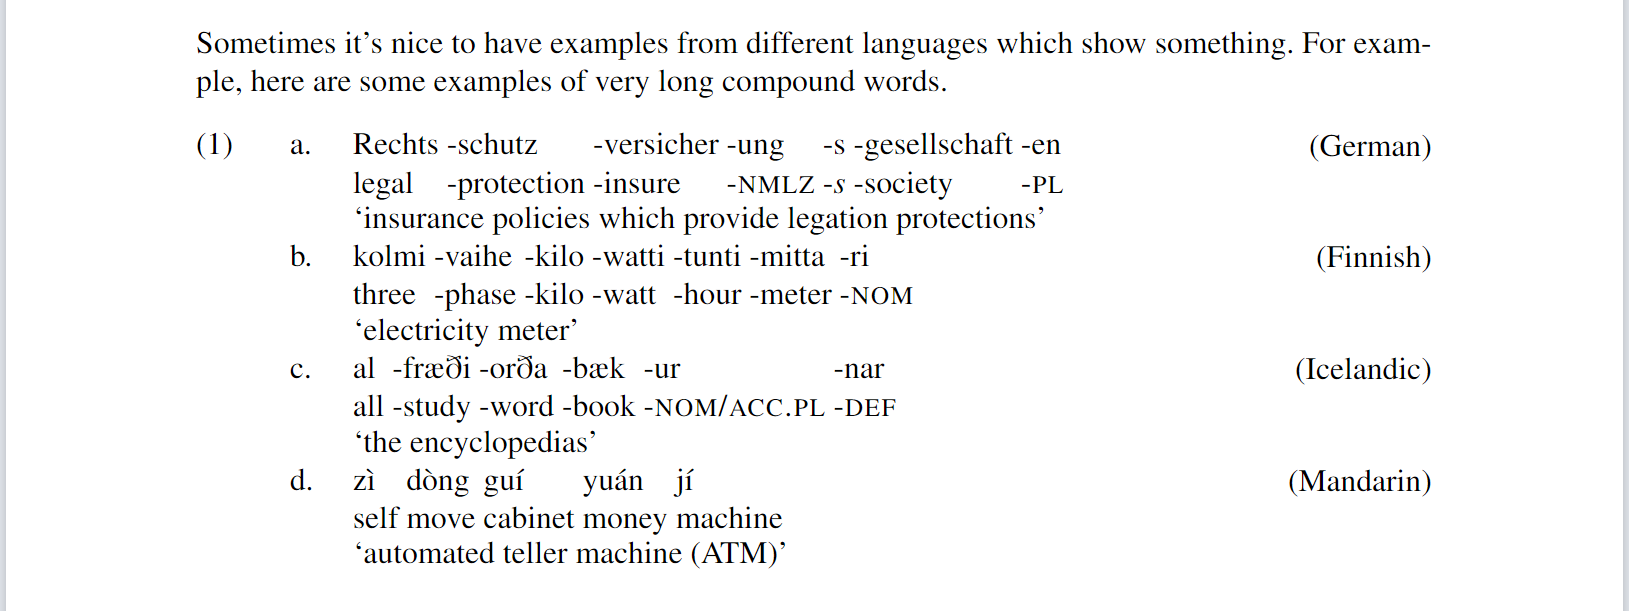 Sometimes it’s nice to have examples from different languages which show something. For exam-
ple, here are some examples of very long compound words.
(1) a. Rechts -schutz -versicher -ung -s -gesellschaft -en (German)
legal -protection -insure -NMLZ -s -society -PL
‘insurance policies which provide legation protections’
b. kolmi -vaihe -kilo -watti -tunti -mitta -ri (Finnish)
three -phase -kilo -watt -hour -meter -NOM
‘electricity meter’
c. al -fræði -orða -bæk -ur -nar (Icelandic)
all -study -word -book -NOM/ACC.PL -DEF
‘the encyclopedias’
d. zì dòng guí yuán jí (Mandarin)
self move cabinet money machine
‘automated teller machine (ATM)’